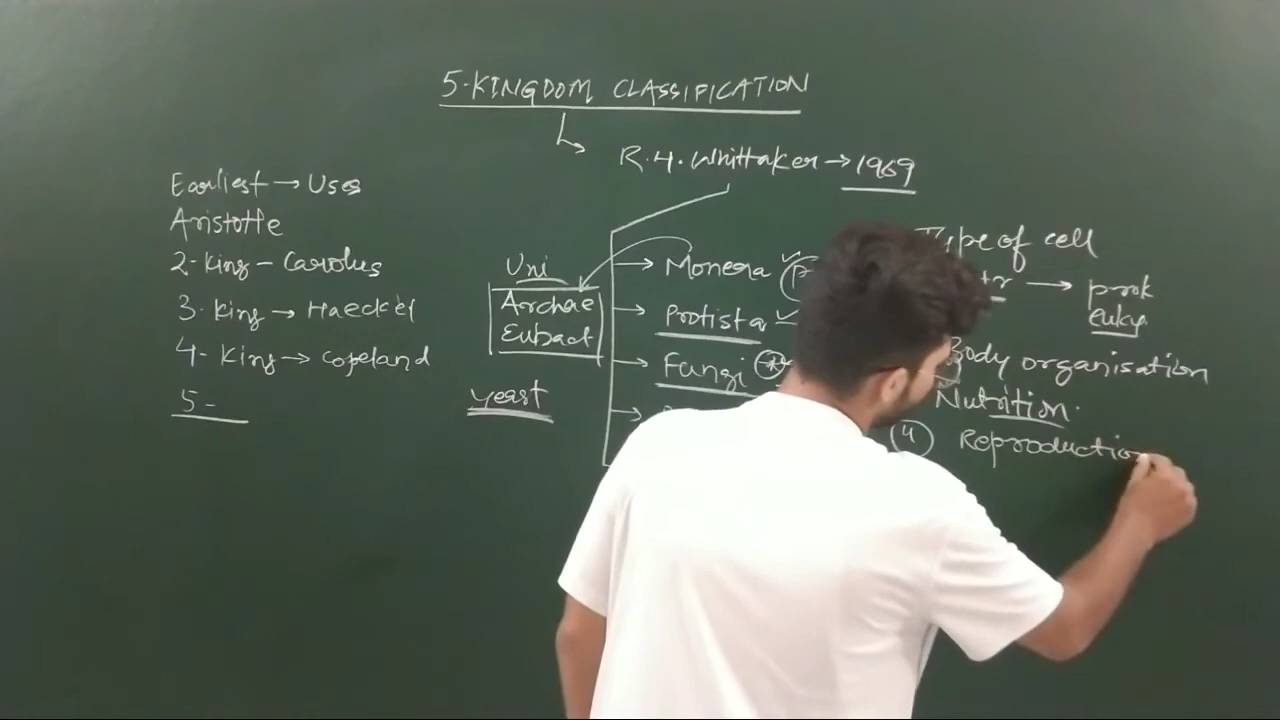 5-KINGDOM CLASSIFICATION
R.H. Whittaker → 1969
Earliest → Uses
Aristotle
2-King - Carolus
3-King → Haeckel
4-King → Copeland
5-
Uni
Archae
Eubact
yeast
→ Monera
→ Protista
→ Fungi
Type of cell
→ prok
euky.
Body organisation
Nutrition.
4 Reproduction